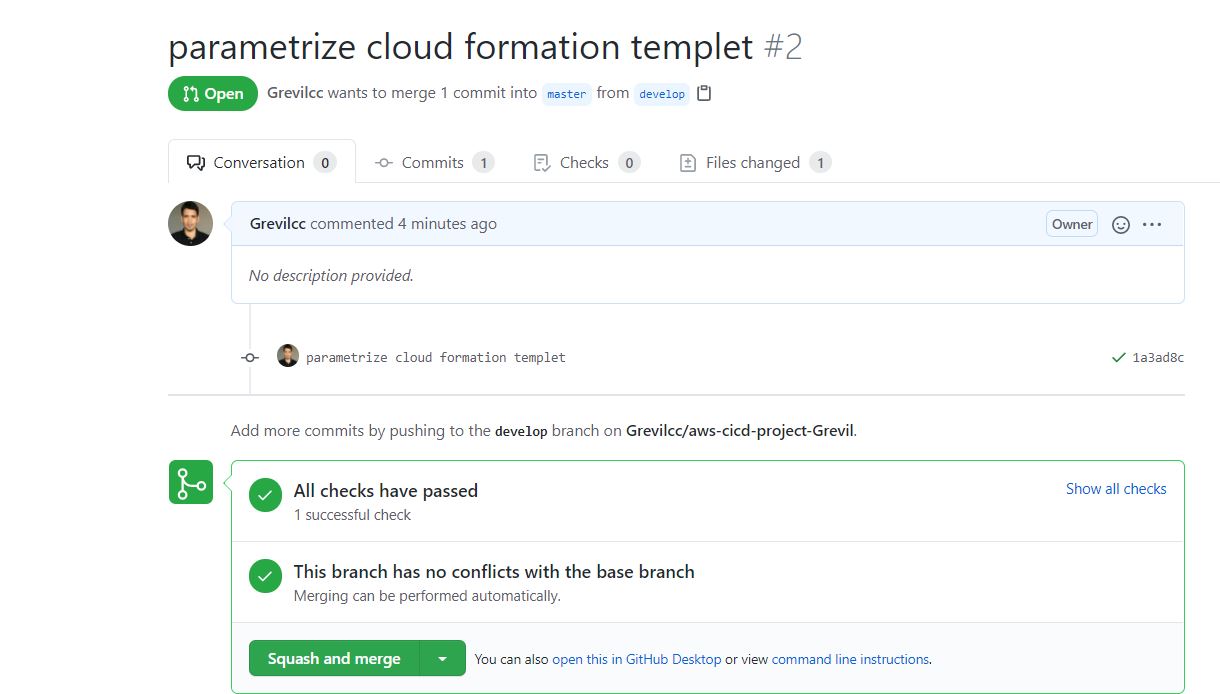 parametrize cloud formation templet #2
Open Grevilcc wants to merge 1 commit into master from develop
Conversation 0 Commits 1 Checks 0 Files changed 1
Grevilcc commented 4 minutes ago Owner
No description provided.
parametrize cloud formation templet 1a3ad8c
Add more commits by pushing to the develop branch on Grevilcc/aws-cicd-project-Grevil.
All checks have passed Show all checks
1 successful check
This branch has no conflicts with the base branch
Merging can be performed automatically.
Squash and merge You can also open this in GitHub Desktop or view command line instructions.